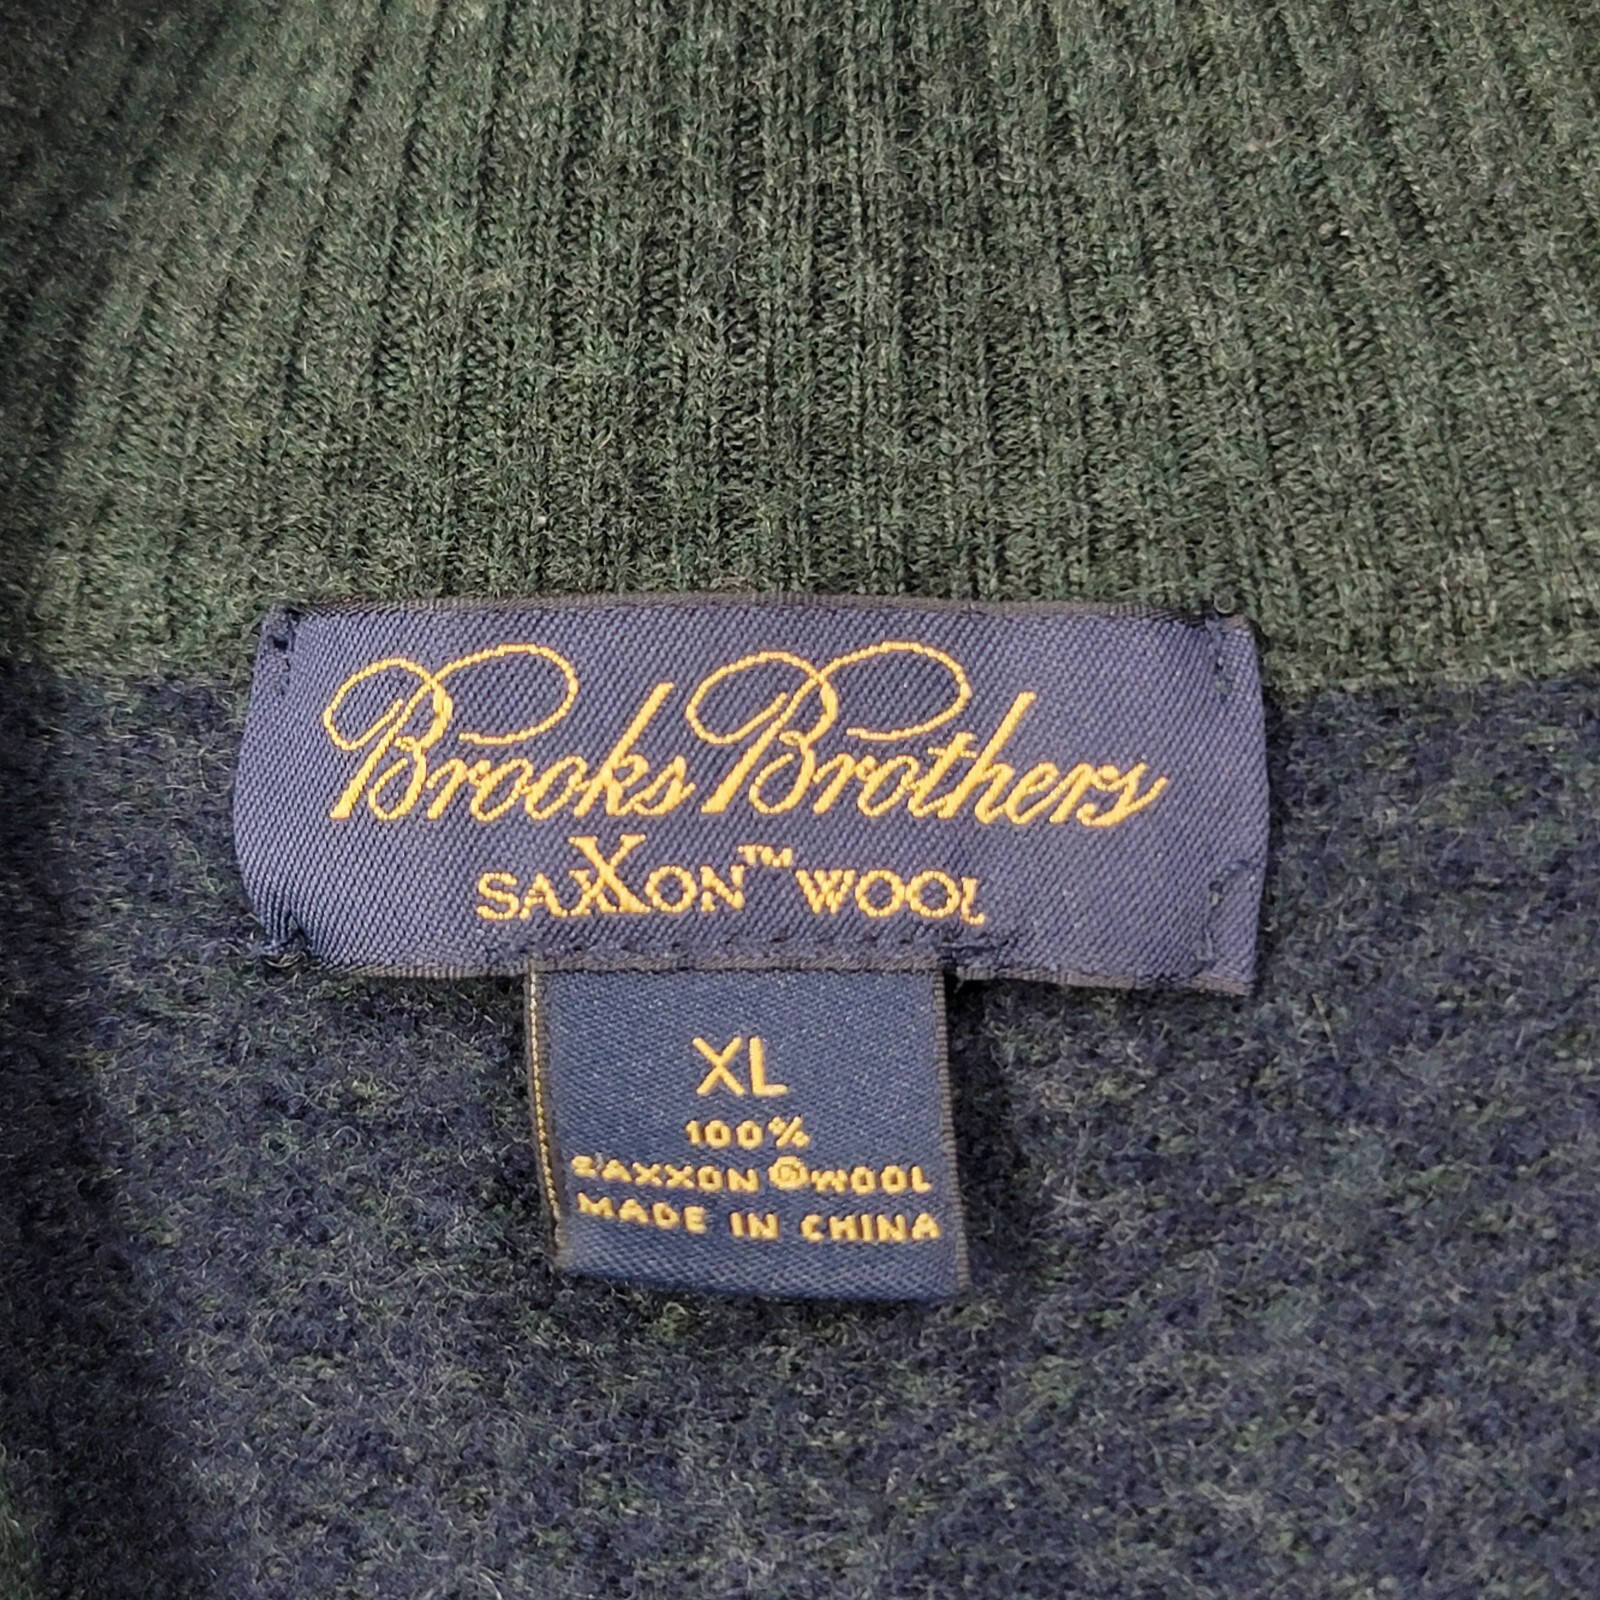 Brooks Brothers
SAXXON™ WOOL
XL
100%
SAXXON ® WOOL
MADE IN CHINA